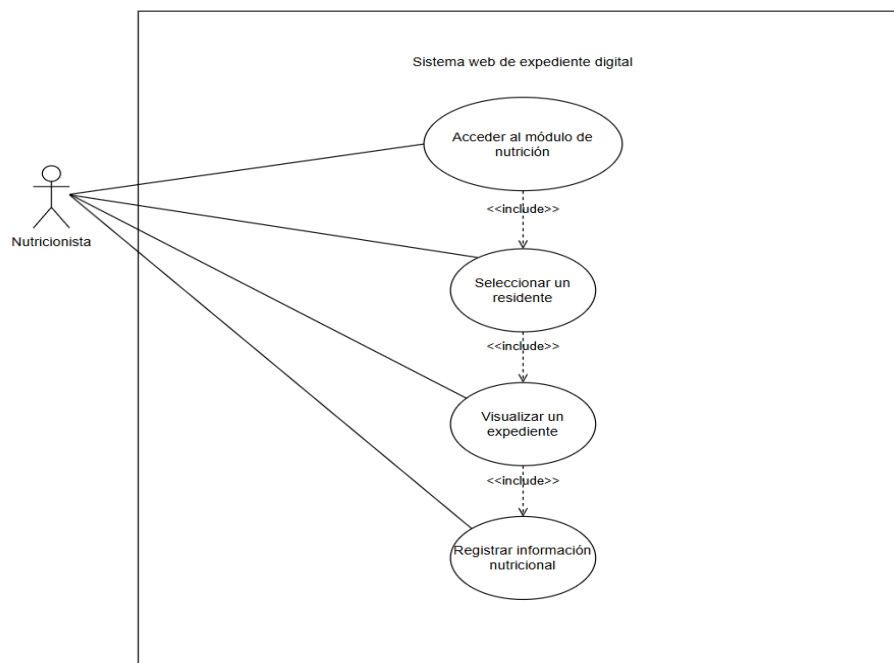 Sistema web de expediente digital
Acceder al módulo de
nutrición
<<include>>
Nutricionista
Seleccionar un
residente
<<include>>
Visualizar un
expediente
<<include>>
Registrar información
nutricional